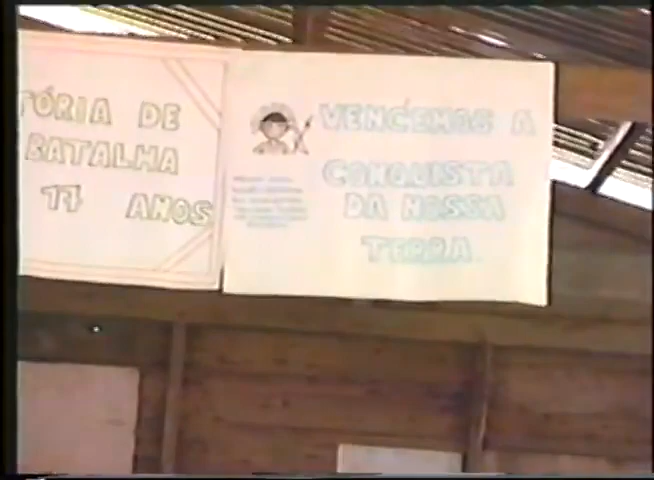 TÓRIA DE
BATALHA
17 ANOS
VENCEMOS A
CONQUISTA
DA NOSSA
TERRA